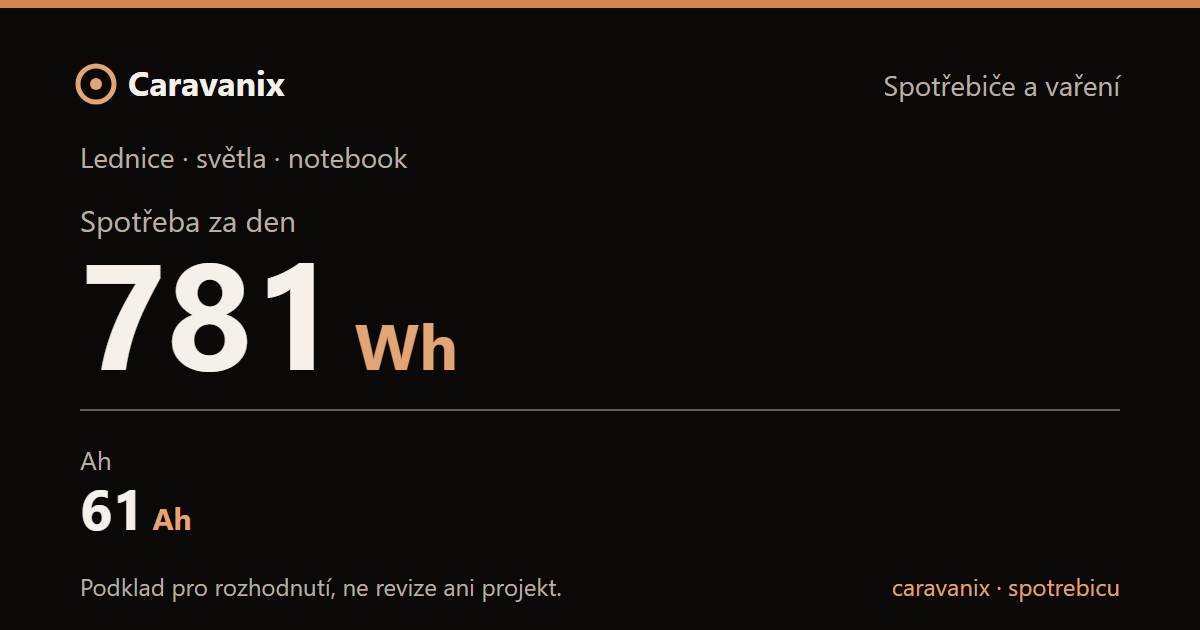 Caravanix
Spotřebiče a vaření
Lednice · světla · notebook
Spotřeba za den
781 Wh
Ah
61 Ah
Podklad pro rozhodnutí, ne revize ani projekt.
caravanix · spotrebicu